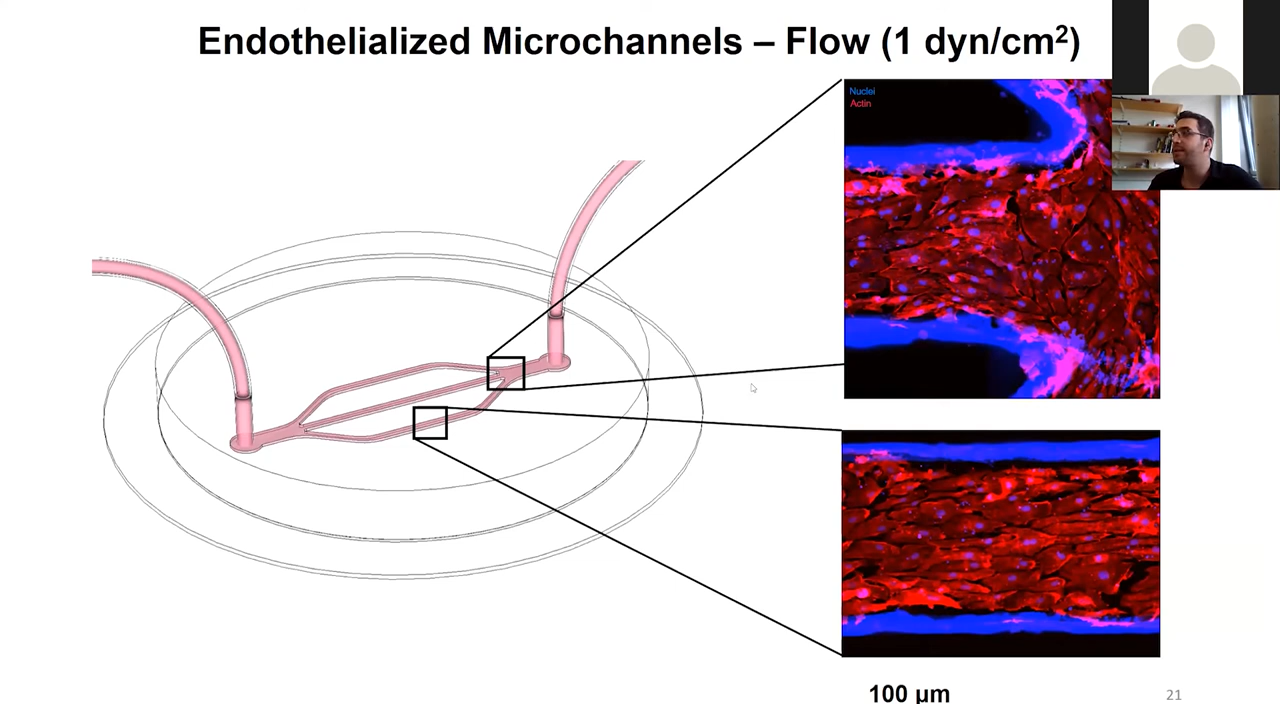 Endothelialized Microchannels – Flow (1 dyn/cm²)
Nuclei
Actin
100 µm
21